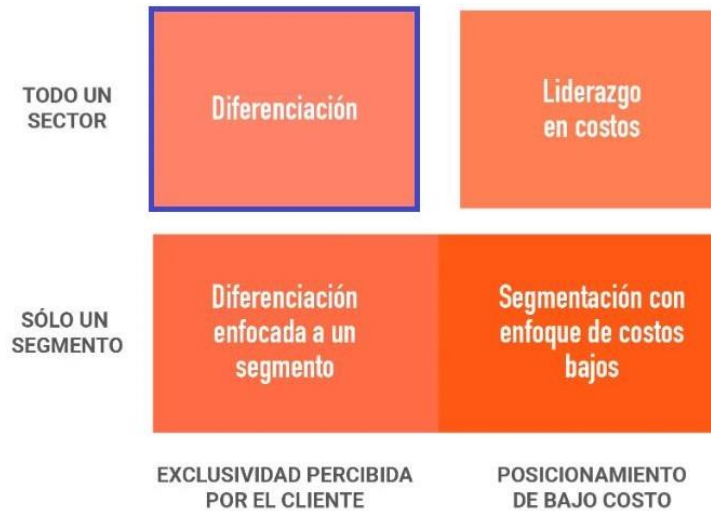 TODO UN
SECTOR
Diferenciación
Liderazgo
en costos
SÓLO UN
SEGMENTO
Diferenciación
enfocada a un
segmento
Segmentación con
enfoque de costos
bajos
EXCLUSIVIDAD PERCIBIDA
POR EL CLIENTE
POSICIONAMIENTO
DE BAJO COSTO